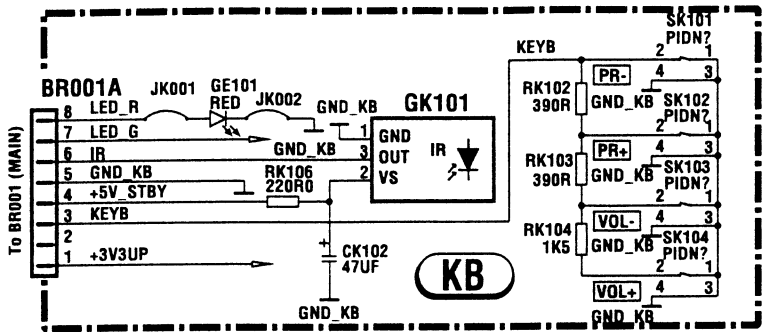 SK101
PIDN?
KEYB
2
1
PR-
4
3
RK102
390R
GND_KB
SK102
PIDN?
2
1
PR+
4
3
RK103
390R
GND_KB
SK103
PIDN?
2
1
VOL-
4
3
RK104
1K5
GND_KB
SK104
PIDN?
2
1
VOL+
4
3
GND_KB
BR001A
To BR001 (MAIN)
8 LED_R
JK001
GE101
RED
JK002
7 LED_G
6 IR
5 GND_KB
4 +5V_STBY
3 KEYB
2
1 +3V3UP
GND_KB
GK101
1 GND
GND_KB
3 OUT
IR
2 VS
RK106
220R0
+
CK102
47UF
GND_KB
KB